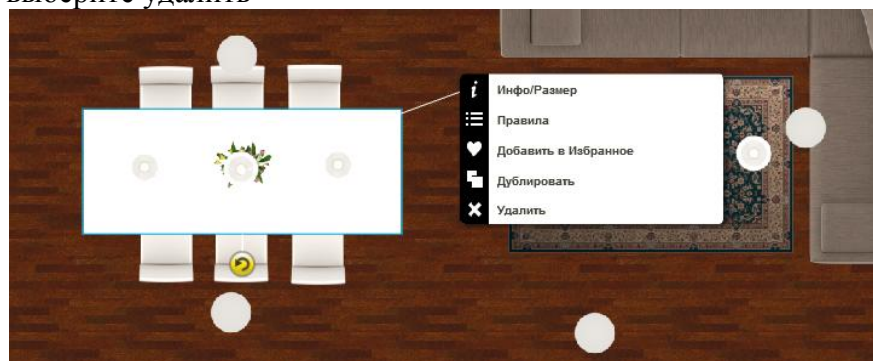 выберите удалить
Инфо/Размер
Правила
Добавить в Избранное
Дублировать
Удалить